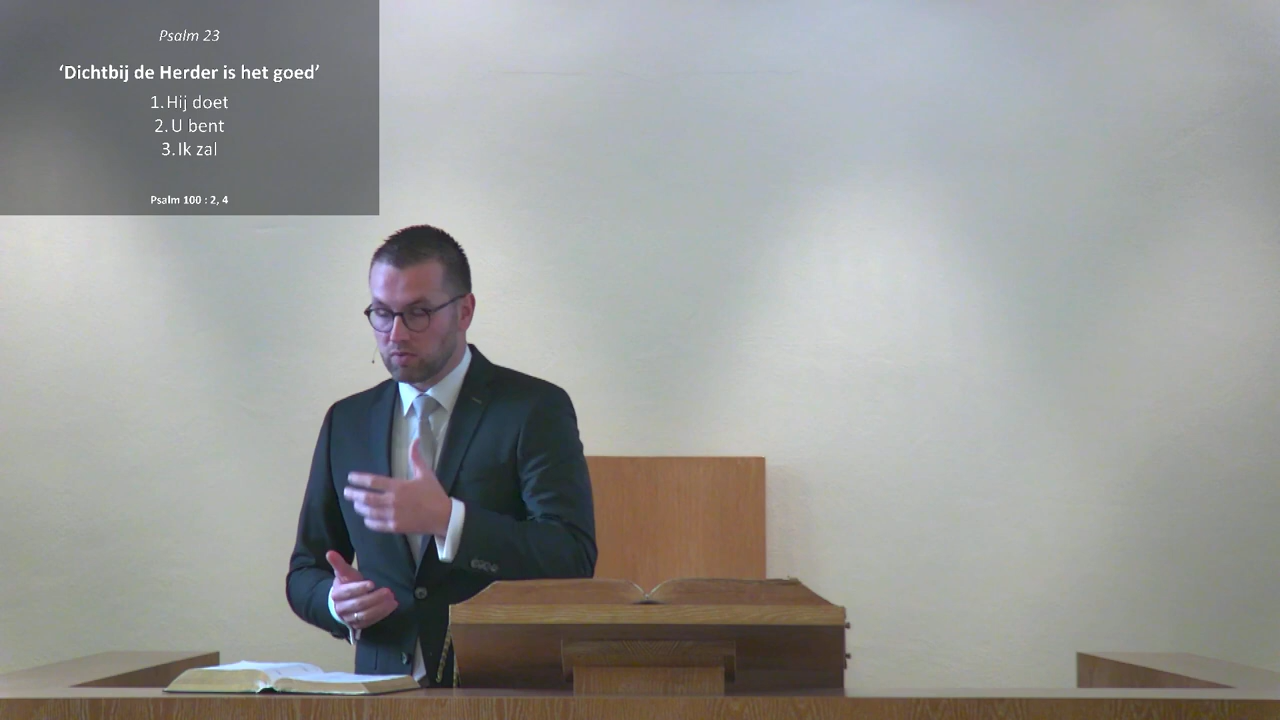 Psalm 23
‘Dichtbij de Herder is het goed’
1. Hij doet
2. U bent
3. Ik zal
Psalm 100 : 2, 4